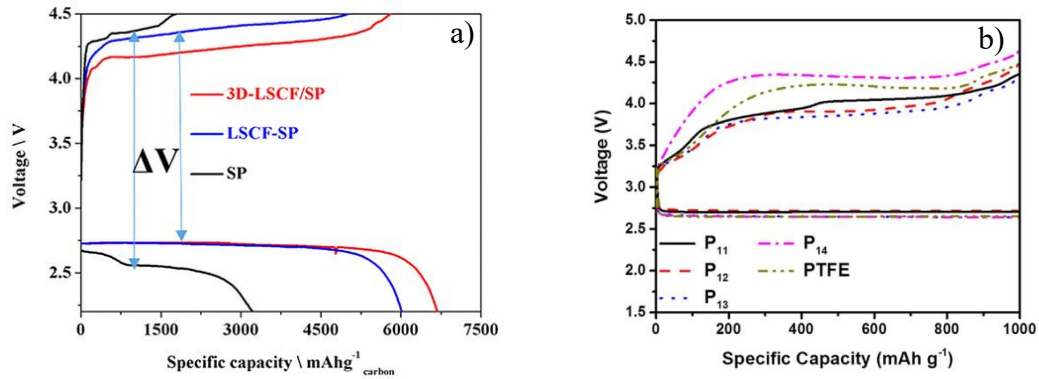 a)
4.5
4.0
3.5
3.0
2.5
Voltage \ V
ΔV
3D-LSCF/SP
LSCF-SP
SP
0 1500 3000 4500 6000 7500
Specific capacity \ mAhg⁻¹carbon
b)
5.0
4.5
4.0
3.5
3.0
2.5
2.0
1.5
Voltage (V)
P₁₁ P₁₄
P₁₂ PTFE
P₁₃
0 200 400 600 800 1000
Specific Capacity (mAh g⁻¹)